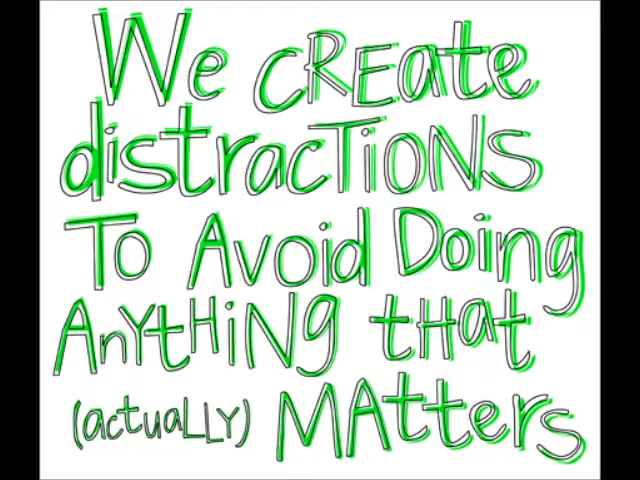 We CREate
distracTiONS
To Avoid Doing
AnYtHiNg tHat
(actuaLLY) MAtters